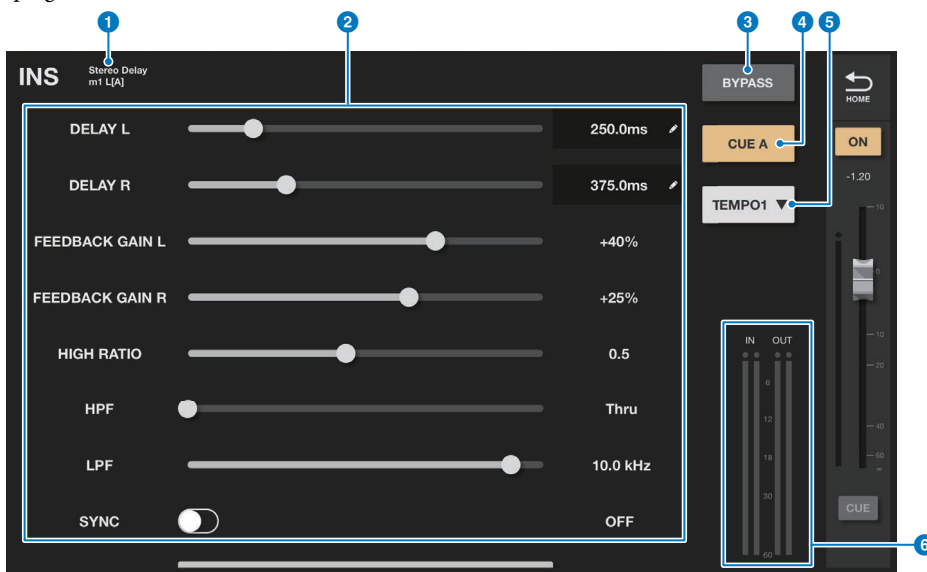 1
2
3
4
5
INS
Stereo Delay
m1 L[A]
BYPASS
HOME
DELAY L
250.0ms
CUE A
ON
DELAY R
375.0ms
-1.20
TEMPO1 ▼
10
FEEDBACK GAIN L
+40%
0
FEEDBACK GAIN R
+25%
IN OUT
10
HIGH RATIO
0.5
20
6
HPF
Thru
12
40
LPF
10.0 kHz
18
60
∞
30
CUE
SYNC
OFF
6
60